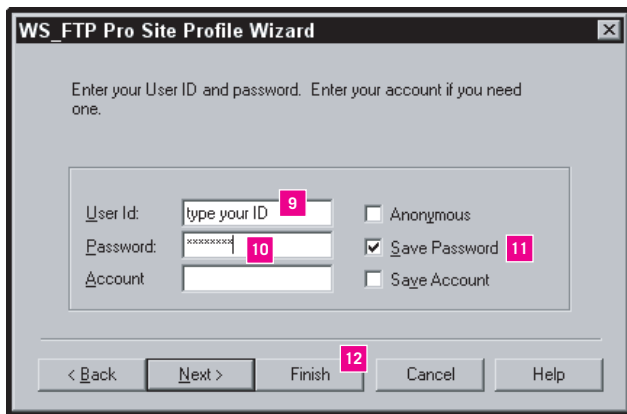 WS_FTP Pro Site Profile Wizard
Enter your User ID and password. Enter your account if you need
one.
User Id: type your ID 9 Anonymous
Password: ******** 10 Save Password 11
Account Save Account
12
< Back Next > Finish Cancel Help